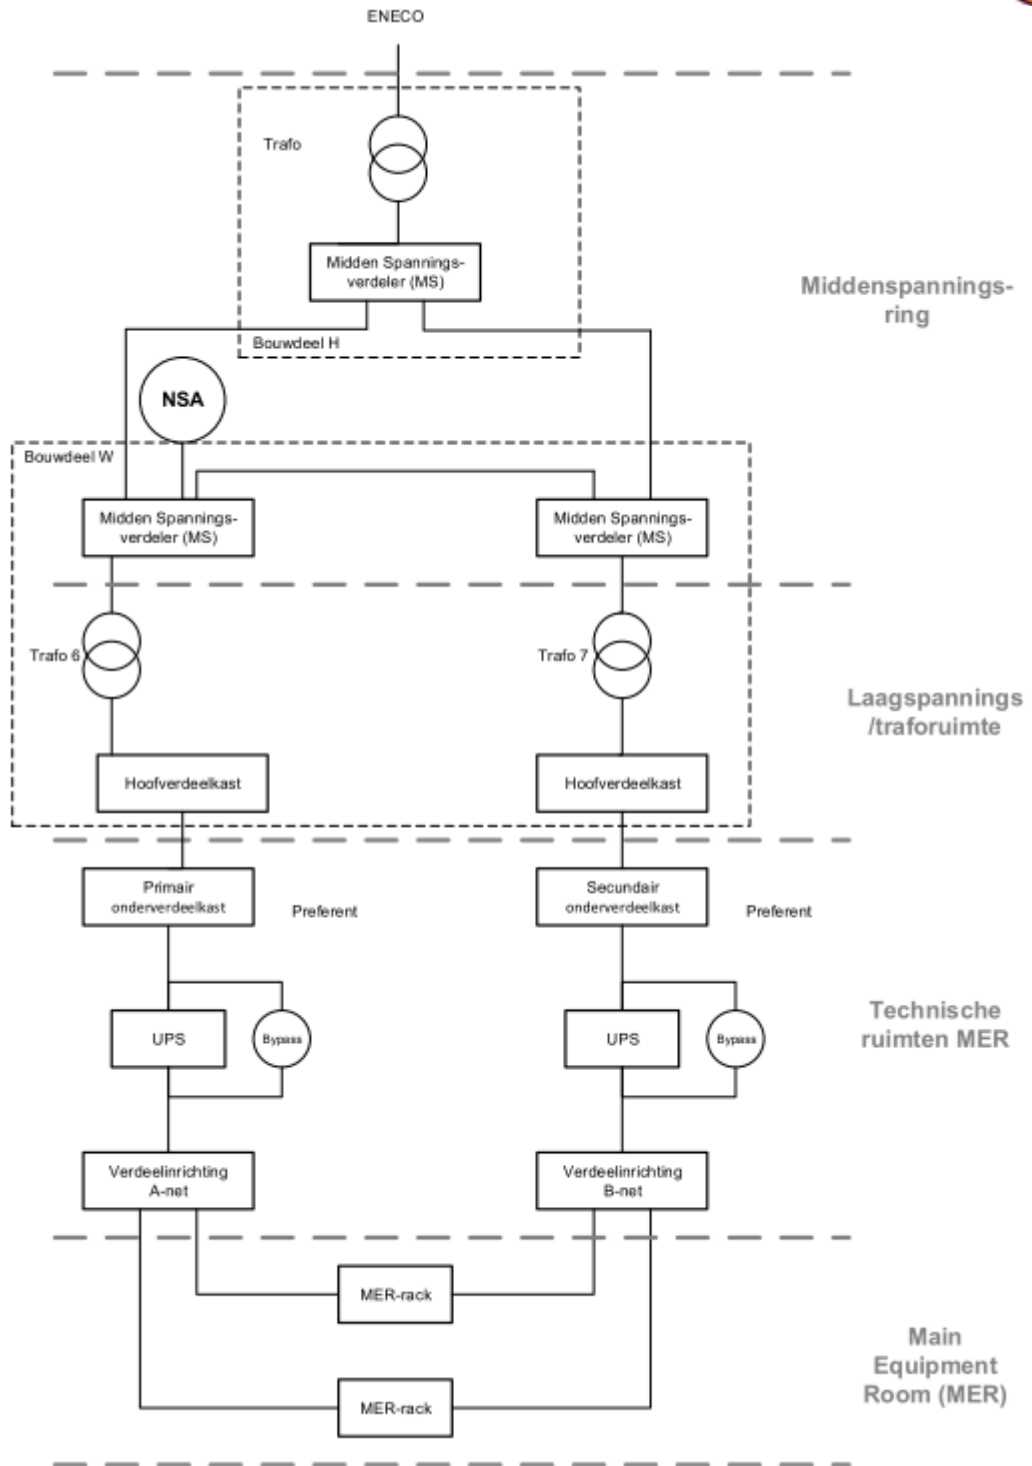 ENECO
Trafo
Midden Spannings-
verdeler (MS)
Middenspannings-
ring
Bouwdeel H
NSA
Bouwdeel W
Midden Spannings-
verdeler (MS)
Midden Spannings-
verdeler (MS)
Trafo 6
Trafo 7
Laagspannings
/traforuimte
Hoofverdeelkast
Hoofverdeelkast
Primair
onderverdeelkast
Preferent
Secundair
onderverdeelkast
Preferent
UPS
Bypass
UPS
Bypass
Technische
ruimten MER
Verdeelinrichting
A-net
Verdeelinrichting
B-net
MER-rack
MER-rack
Main
Equipment
Room (MER)